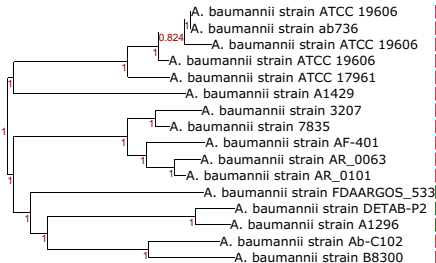 A. baumannii strain ATCC 19606
A. baumannii strain ab736
0.824
A. baumannii strain ATCC 19606
1
A. baumannii strain ATCC 19606
1
A. baumannii strain ATCC 17961
1
A. baumannii strain A1429
1
A. baumannii strain 3207
1
A. baumannii strain 7835
1
A. baumannii strain AF-401
1
A. baumannii strain AR_0063
1
A. baumannii strain AR_0101
1
1
A. baumannii strain FDAARGOS_533
1
A. baumannii strain DETAB-P2
1
A. baumannii strain A1296
1
A. baumannii strain Ab-C102
1
A. baumannii strain B8300
1